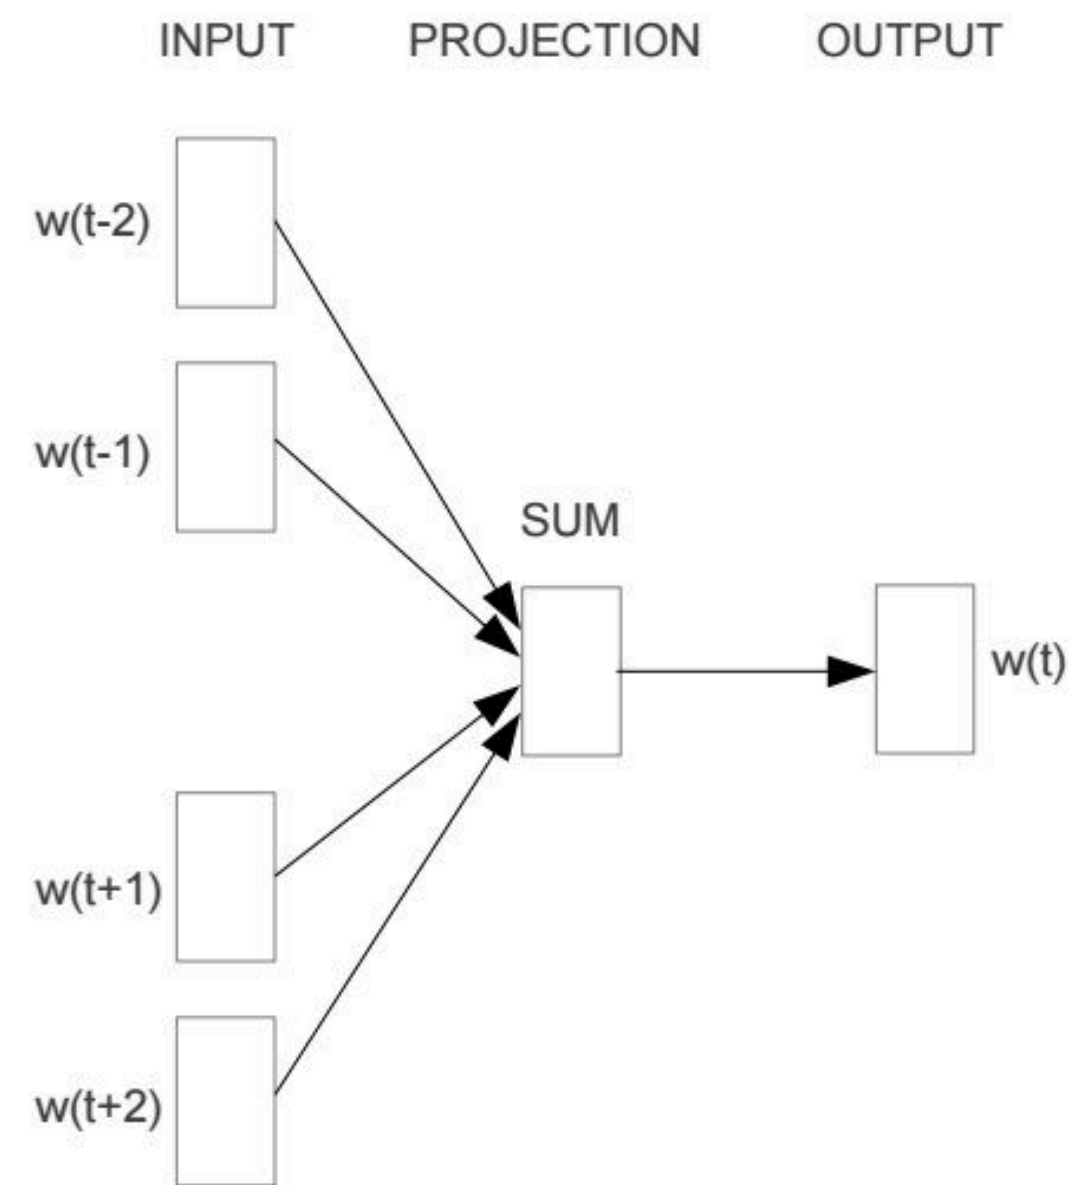 INPUT PROJECTION OUTPUT
w(t-2)
w(t-1)
SUM
w(t)
w(t+1)
w(t+2)